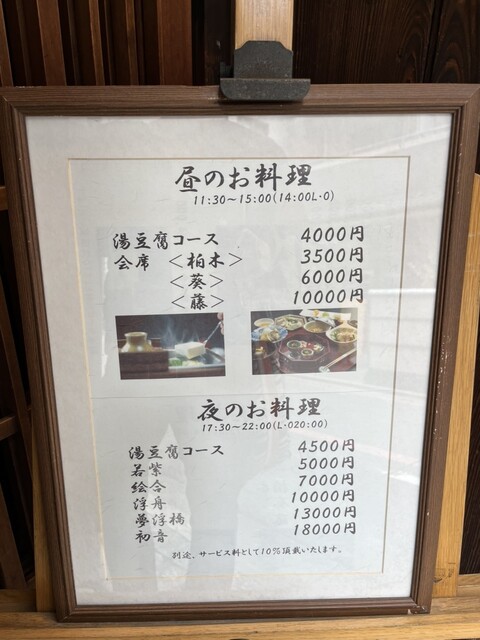 昼のお料理
11:30～15:00(14:00L·O)
湯豆腐コース 4000円
会席 ＜柏木＞ 3500円
＜葵＞ 6000円
＜藤＞ 10000円
夜のお料理
17:30～22:00(L·020:00)
湯豆腐コース 4500円
若紫 5000円
絵合 7000円
浮舟 10000円
夢浮橋 13000円
初音 18000円
別途、サービス料として10%頂戴いたします。